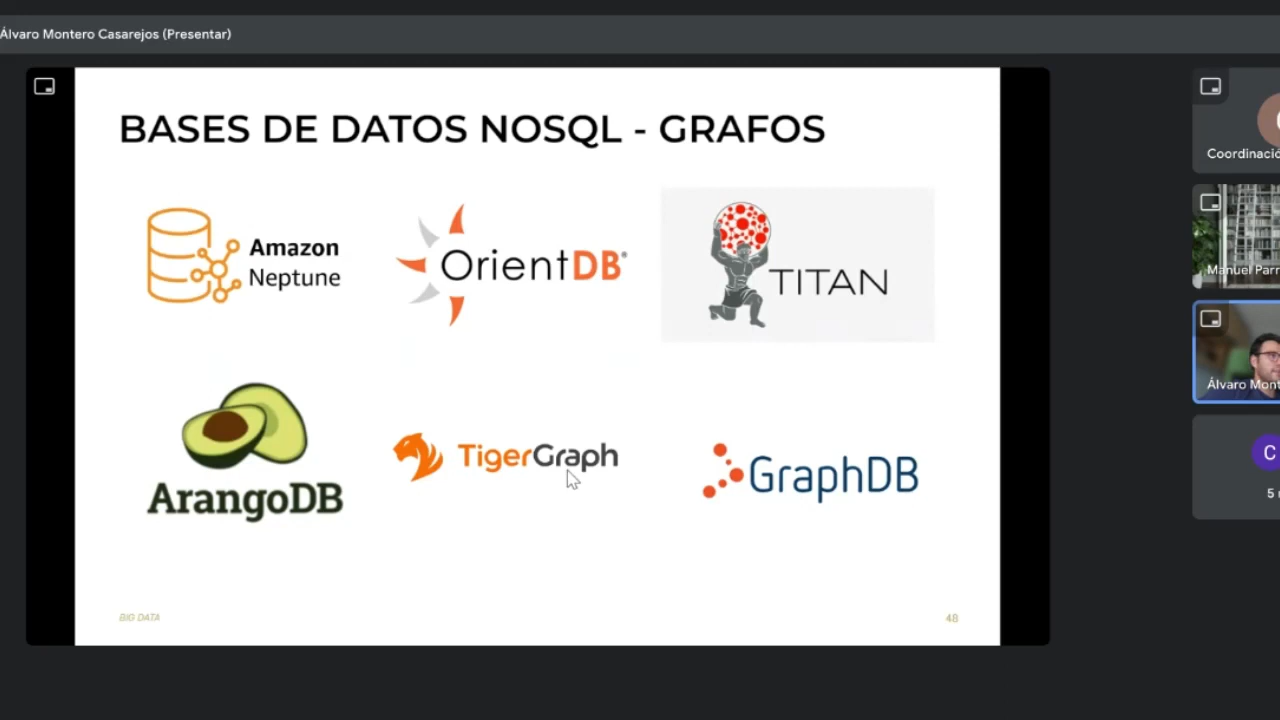 Álvaro Montero Casarejos (Presentar)
BASES DE DATOS NOSQL - GRAFOS
Amazon
Neptune
OrientDB®
TITAN
ArangoDB
TigerGraph
GraphDB
BIG DATA
48
Coordinació
Manuel Parr
Álvaro Mont
C
5